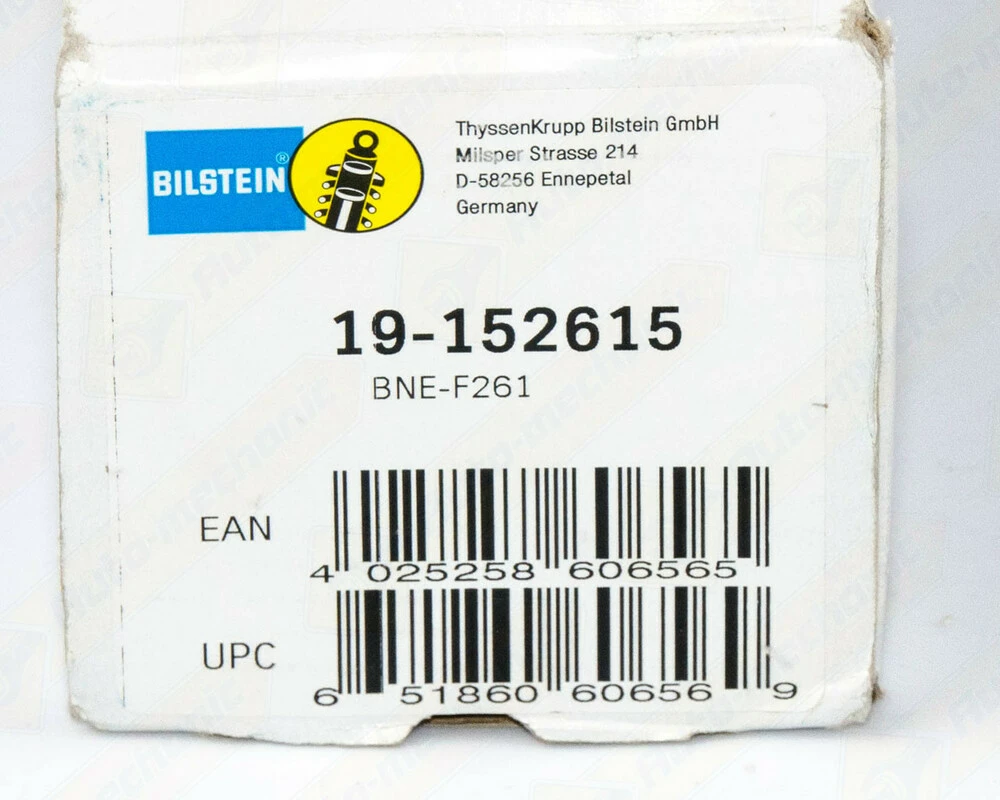 BILSTEIN®
ThyssenKrupp Bilstein GmbH
Milsper Strasse 214
D-58256 Ennepetal
Germany
19-152615
BNE-F261
EAN
4 025258 606565
UPC
6 51860 60656 9